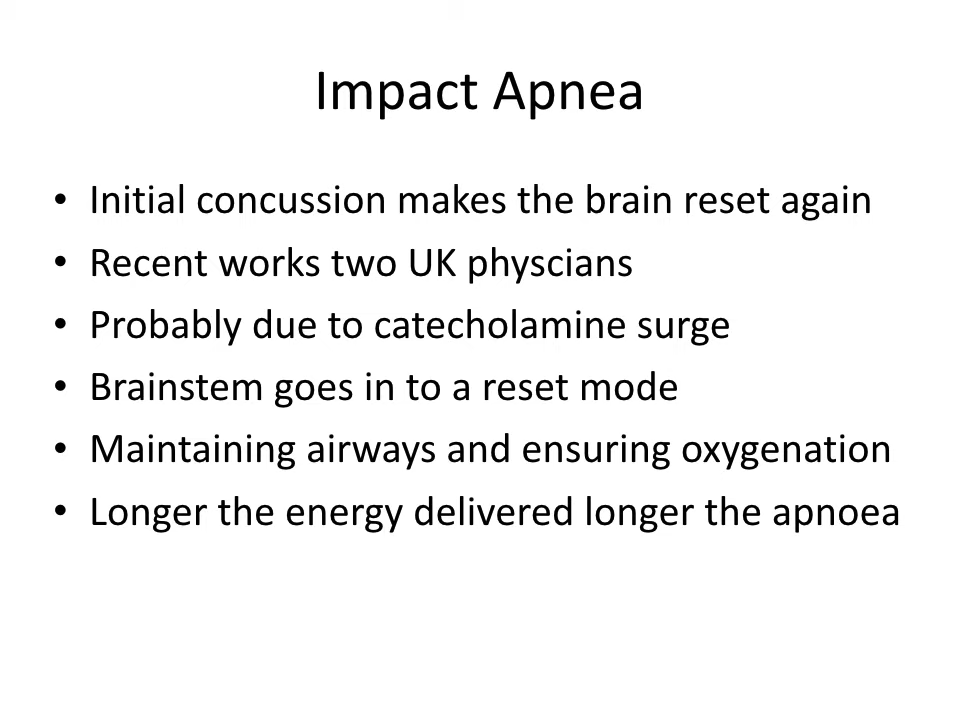 Impact Apnea
• Initial concussion makes the brain reset again
• Recent works two UK physcians
• Probably due to catecholamine surge
• Brainstem goes in to a reset mode
• Maintaining airways and ensuring oxygenation
• Longer the energy delivered longer the apnoea